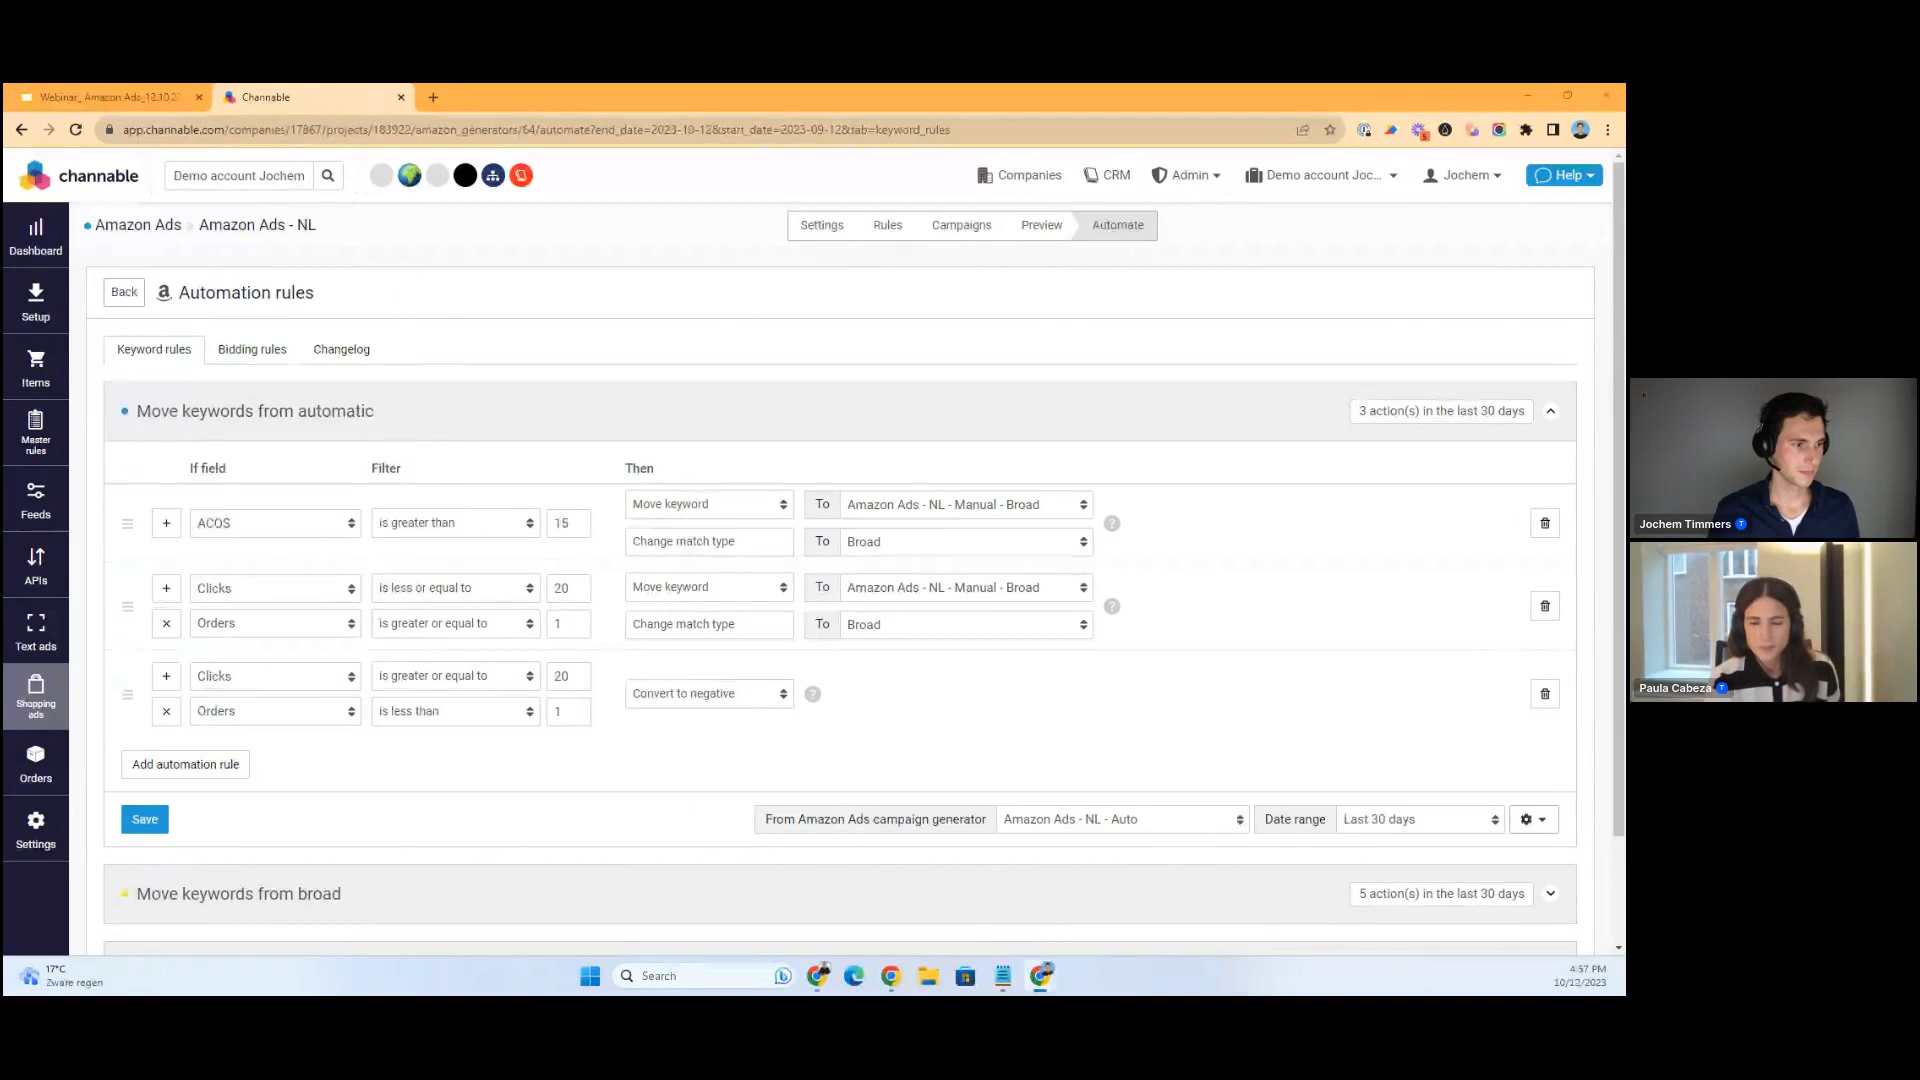 Webinar_ Amazon Ads_12.10.2
Channable
app.channable.com/companies/17867/projects/183922/amazon_generators/64/automate?end_date=2023-10-12&start_date=2023-09-12&tab=keyword_rules
channable
Demo account Jochem
Companies
CRM
Admin
Demo account Joc...
Jochem
Help
Dashboard
Setup
Items
Master rules
Feeds
APIs
Text ads
Shopping ads
Orders
Settings
Amazon Ads » Amazon Ads - NL
Settings
Rules
Campaigns
Preview
Automate
Back
Automation rules
Keyword rules
Bidding rules
Changelog
Move keywords from automatic
3 action(s) in the last 30 days
If field
Filter
Then
ACOS
is greater than
15
Move keyword
To
Amazon Ads - NL - Manual - Broad
Change match type
To
Broad
Clicks
is less or equal to
20
Move keyword
To
Amazon Ads - NL - Manual - Broad
Orders
is greater or equal to
1
Change match type
To
Broad
Clicks
is greater or equal to
20
Convert to negative
Orders
is less than
1
Add automation rule
Save
From Amazon Ads campaign generator
Amazon Ads - NL - Auto
Date range
Last 30 days
Move keywords from broad
5 action(s) in the last 30 days
17°C
Zware regen
Search
4:57 PM
10/12/2023
Jochem Timmers
Paula Cabeza